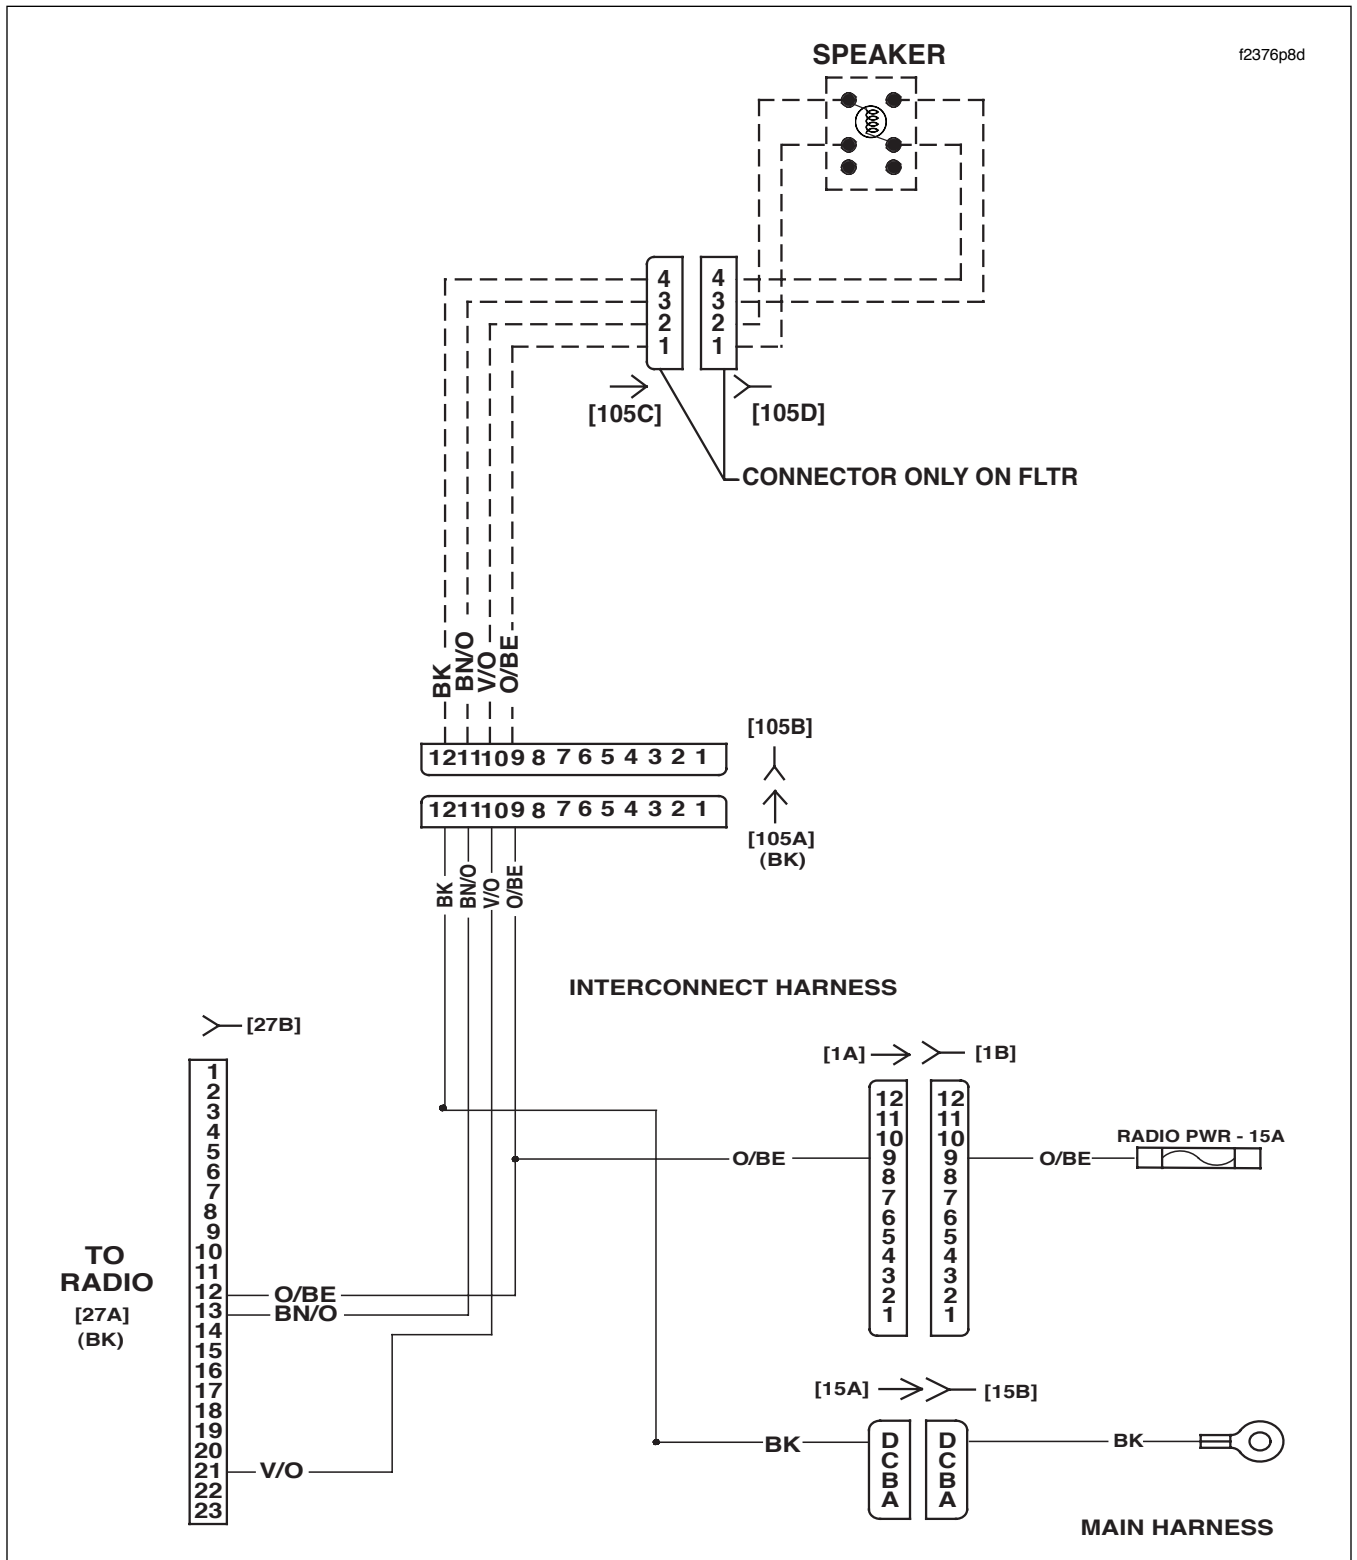 SPEAKER
f2376p8d
4 4
3 3
2 2
1 1
[105C]
[105D]
CONNECTOR ONLY ON FLTR
BK
BN/O
V/O
O/BE
[105B]
12 11 10 9 8 7 6 5 4 3 2 1
12 11 10 9 8 7 6 5 4 3 2 1
[105A]
(BK)
BK
BN/O
V/O
O/BE
INTERCONNECT HARNESS
[27B]
1
2
3
4
5
6
7
8
9
10
11
12
13
14
15
16
17
18
19
20
21
22
23
TO
RADIO
[27A]
(BK)
O/BE
BN/O
V/O
[1A]
[1B]
12 12
11 11
10 10
9 9
8 8
7 7
6 6
5 5
4 4
3 3
2 2
1 1
O/BE
O/BE
RADIO PWR - 15A
[15A]
[15B]
BK
D D
C C
B B
A A
BK
MAIN HARNESS